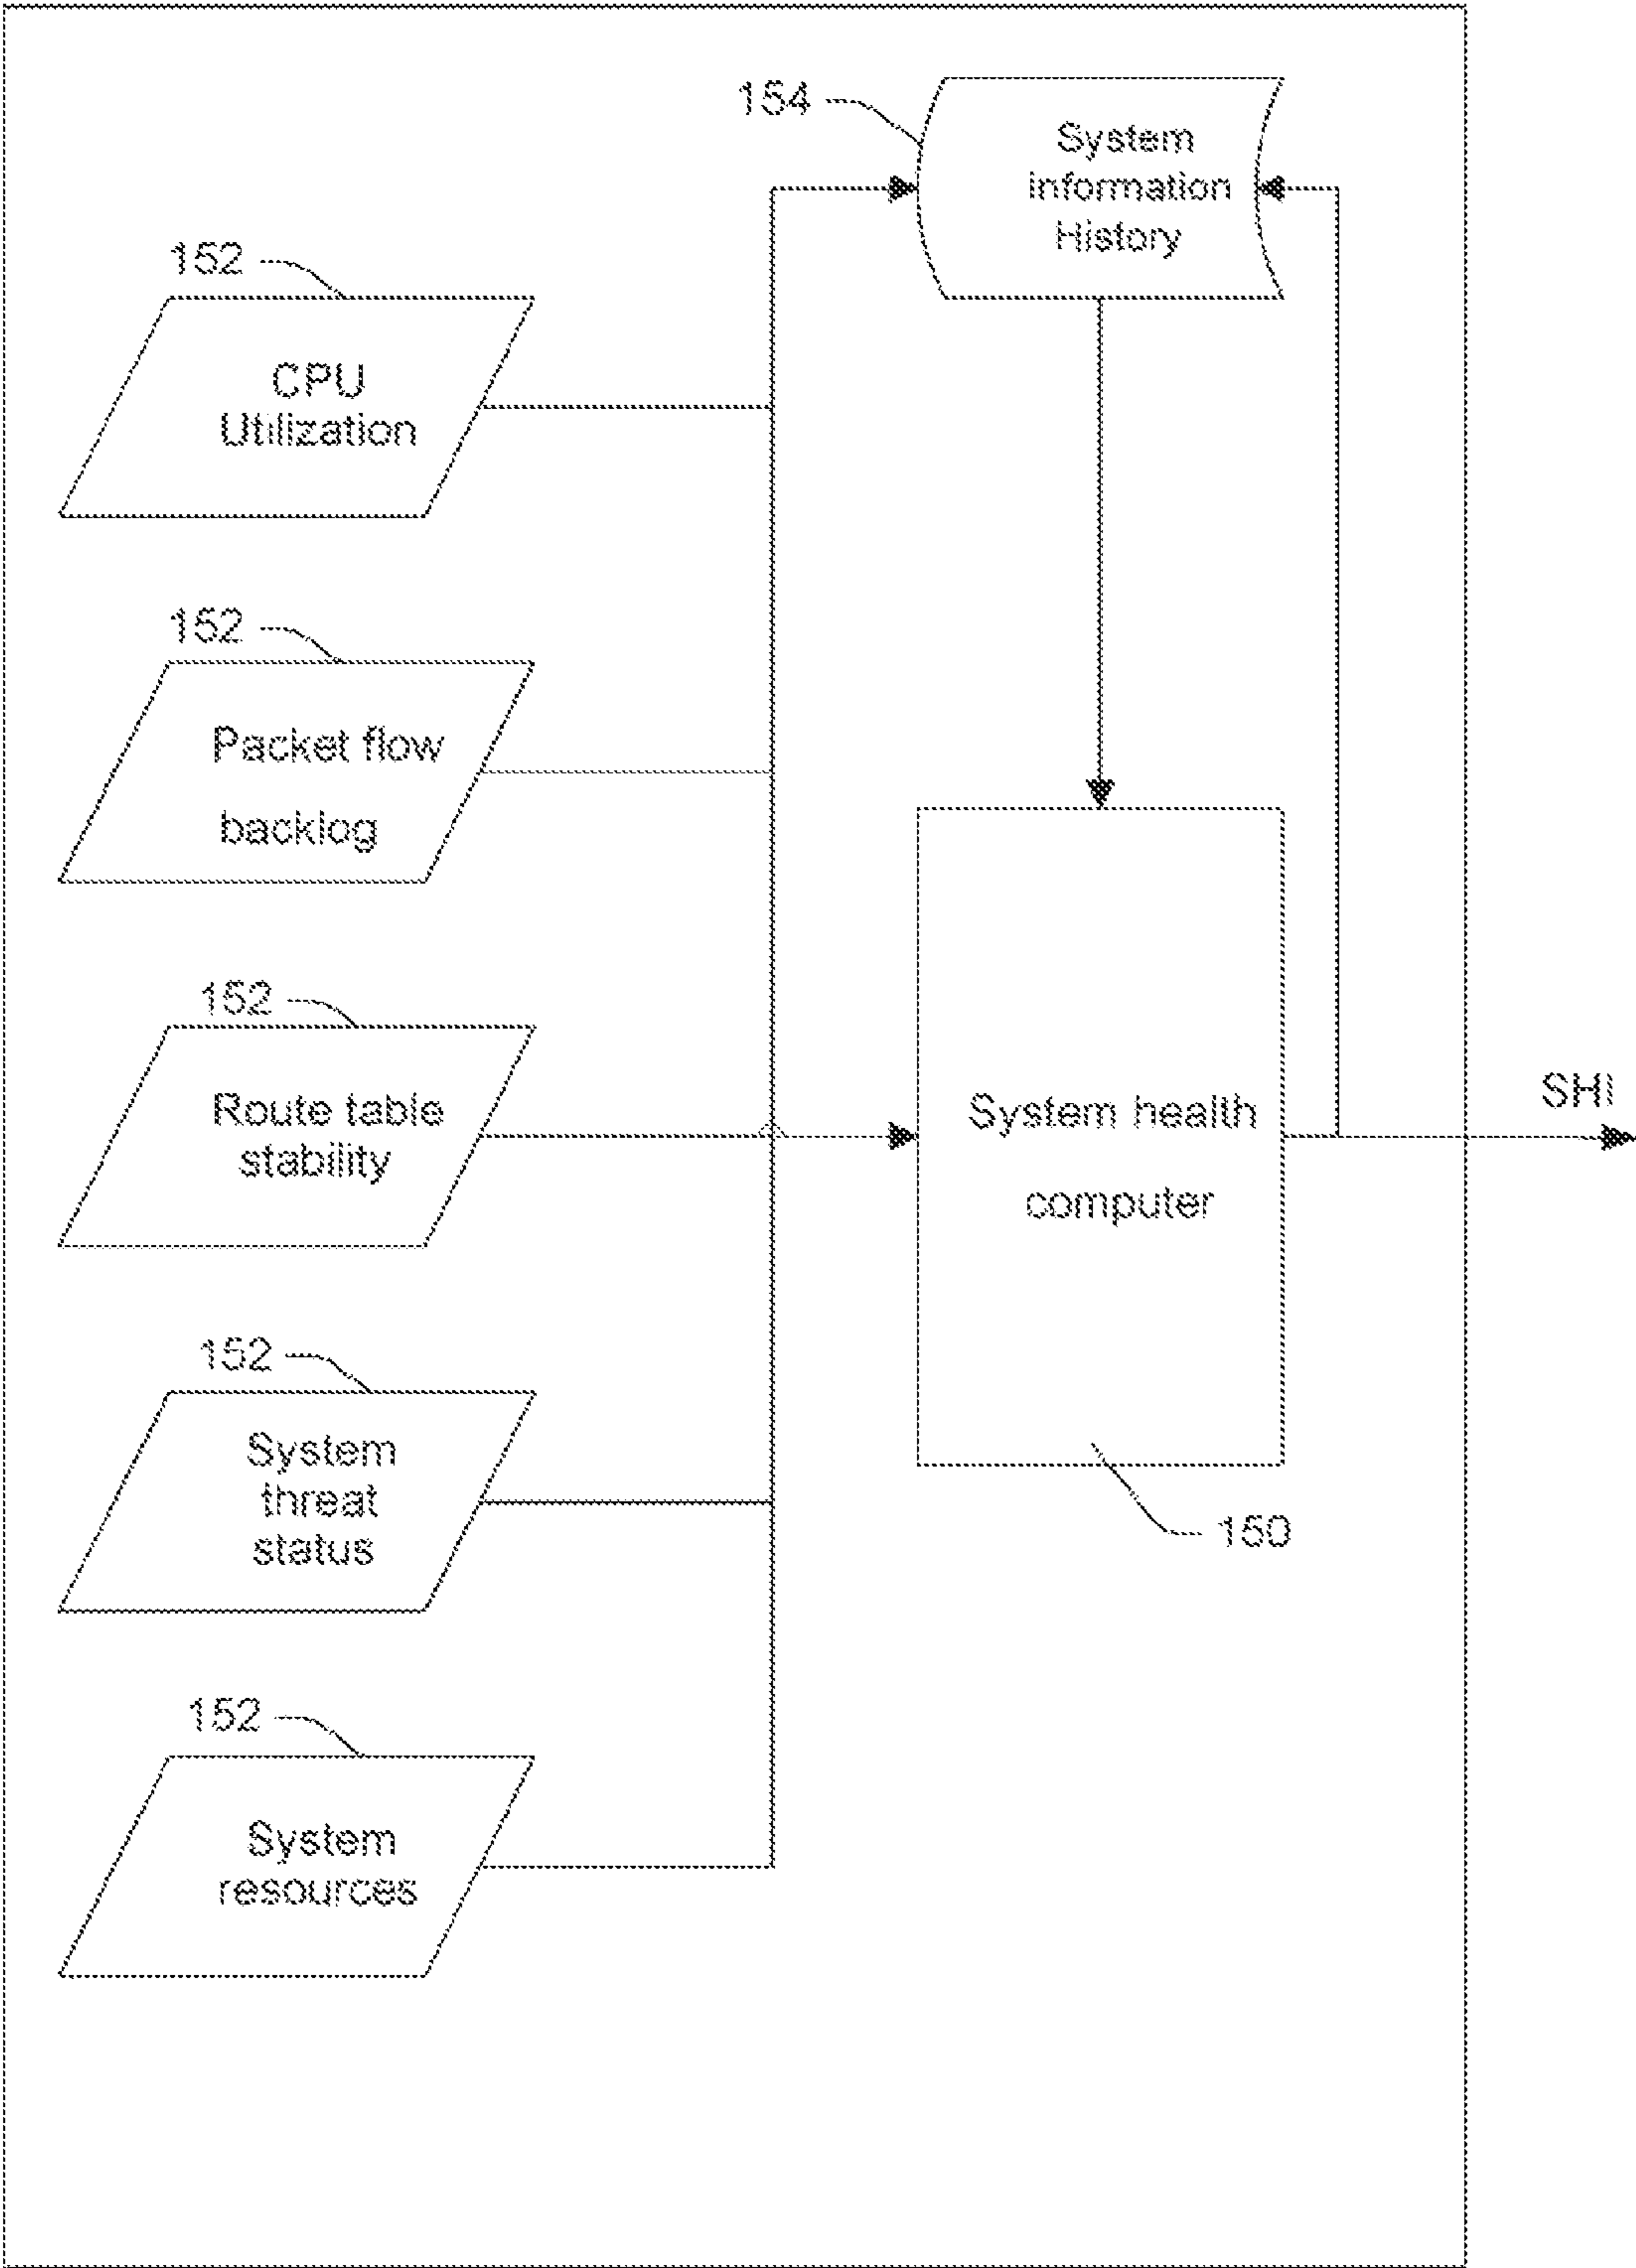 154
System
information
History
152
CPU
Utilization
152
Packet flow
backlog
152
Route table
stability
System health
computer
SHI
152
System
threat
status
150
152
System
resources